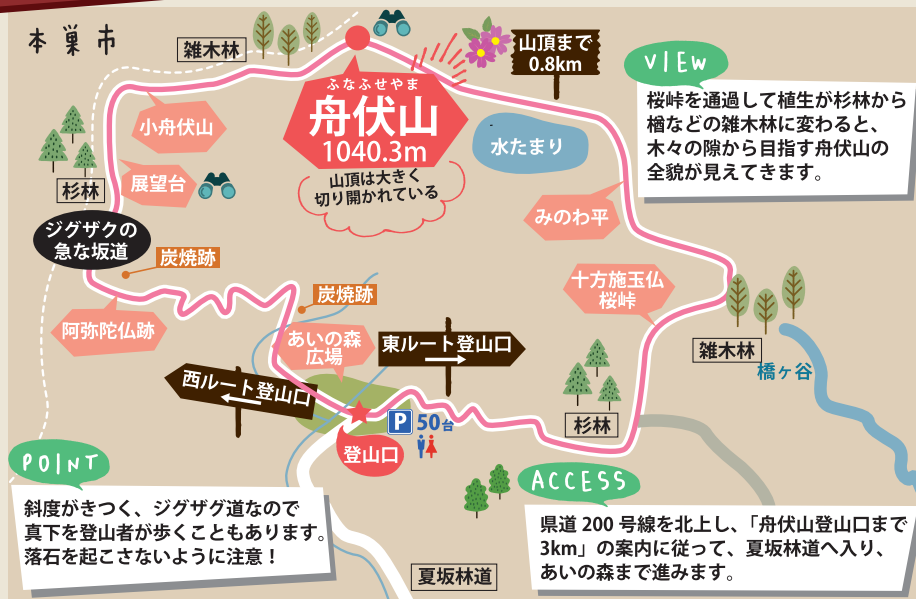 本巣市
雑木林
山頂まで
0.8km
VIEW
桜峠を通過して植生が杉林から
楢などの雑木林に変わると、
木々の隙から目指す舟伏山の
全貌が見えてきます。
ふなふせやま
舟伏山
1040.3m
山頂は大きく
切り開かれている
小舟伏山
水たまり
杉林
展望台
みのわ平
ジグザクの
急な坂道
炭焼跡
十方施玉仏
桜峠
炭焼跡
阿弥陀仏跡
あいの森
広場
東ルート登山口
雑木林
橋ヶ谷
西ルート登山口
P 50台
杉林
登山口
POINT
斜度がきつく、ジグザグ道なので
真下を登山者が歩くこともあります。
落石を起こさないように注意！
ACCESS
県道 200 号線を北上し、「舟伏山登山口まで
3km」の案内に従って、夏坂林道へ入り、
あいの森まで進みます。
夏坂林道